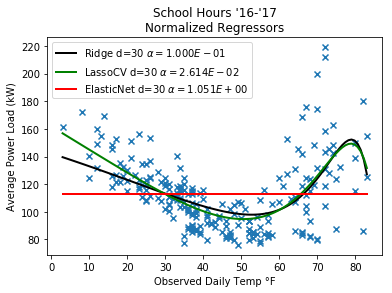 School Hours '16-'17
Normalized Regressors
Ridge d=30 α = 1.000E − 01
LassoCV d=30 α = 2.614E − 02
ElasticNet d=30 α = 1.051E + 00
Average Power Load (kW)
220
200
180
160
140
120
100
80
0
10
20
30
40
50
60
70
80
Observed Daily Temp °F